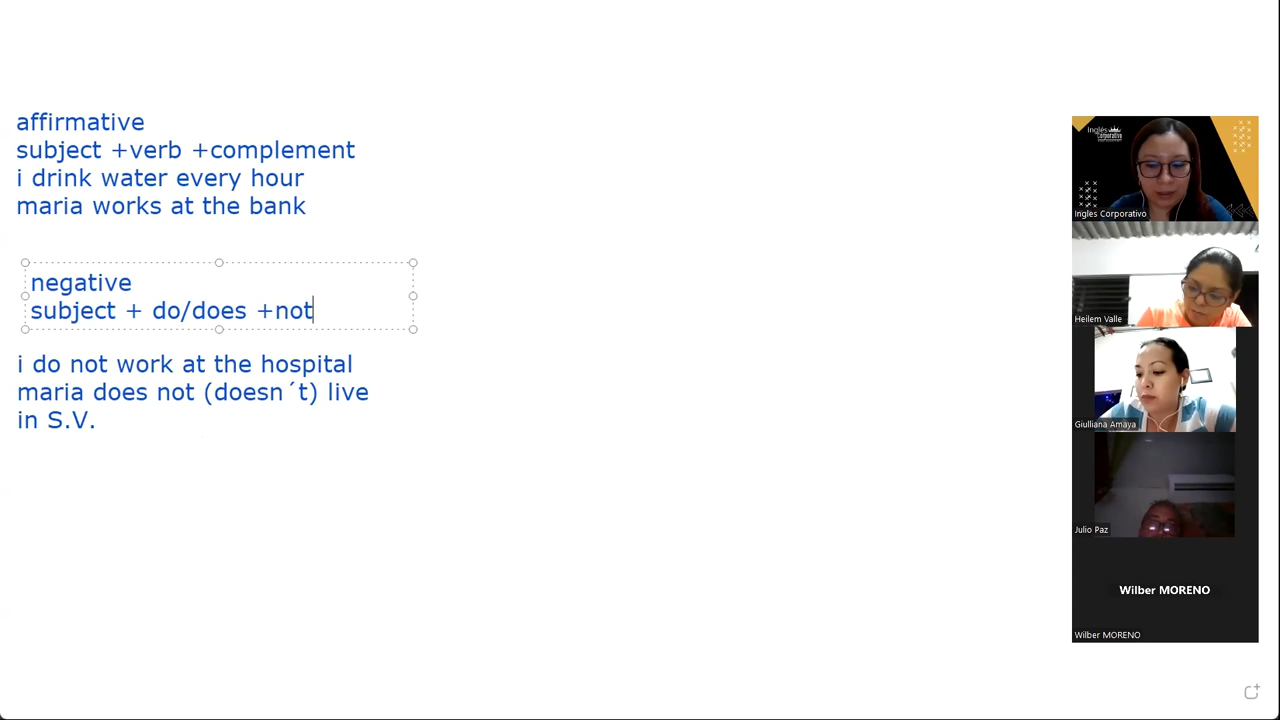 affirmative
subject +verb +complement
i drink water every hour
maria works at the bank
negative
subject + do/does +not
i do not work at the hospital
maria does not (doesn´t) live
in S.V.
Inglés
Corporativo
Ingles Corporativo
Heilem Valle
Giulliana Amaya
Julio Paz
Wilber MORENO
Wilber MORENO